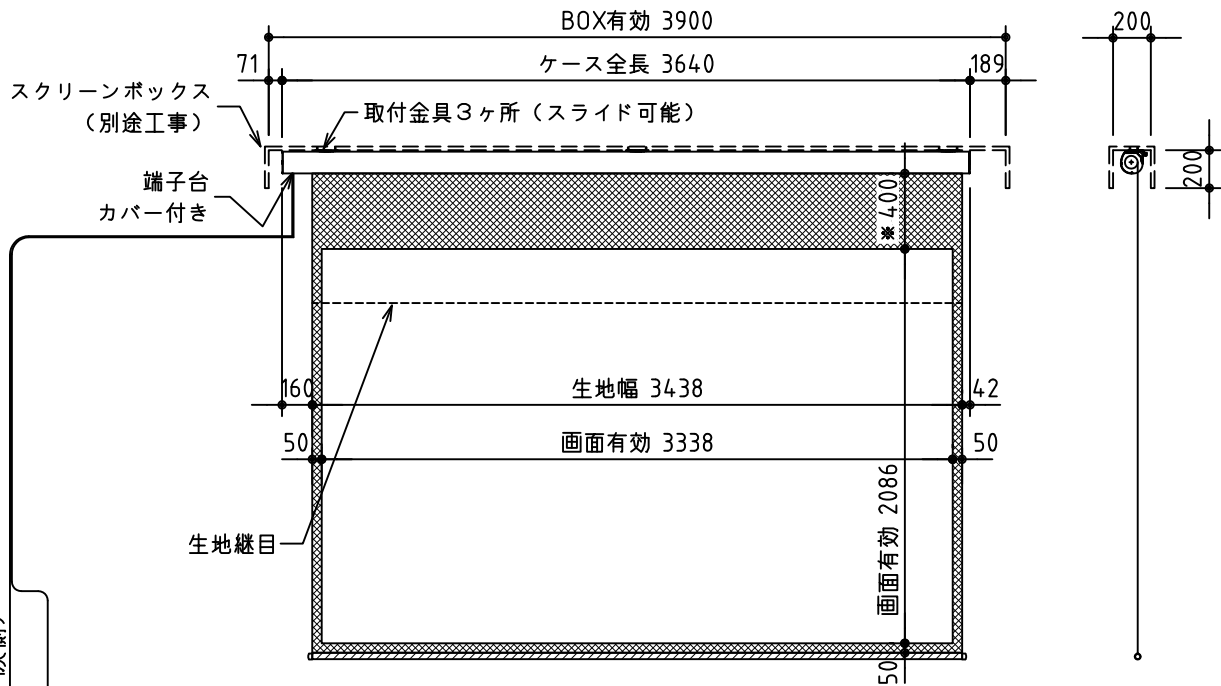 BOX有効 3900
200
71
ケース全長 3640
189
スクリーンボックス
（別途工事）
取付金具3ヶ所（スライド可能）
端子台
カバー付き
200
※ 400
160
生地幅 3438
42
50
画面有効 3338
50
画面有効 2086
生地継目
50